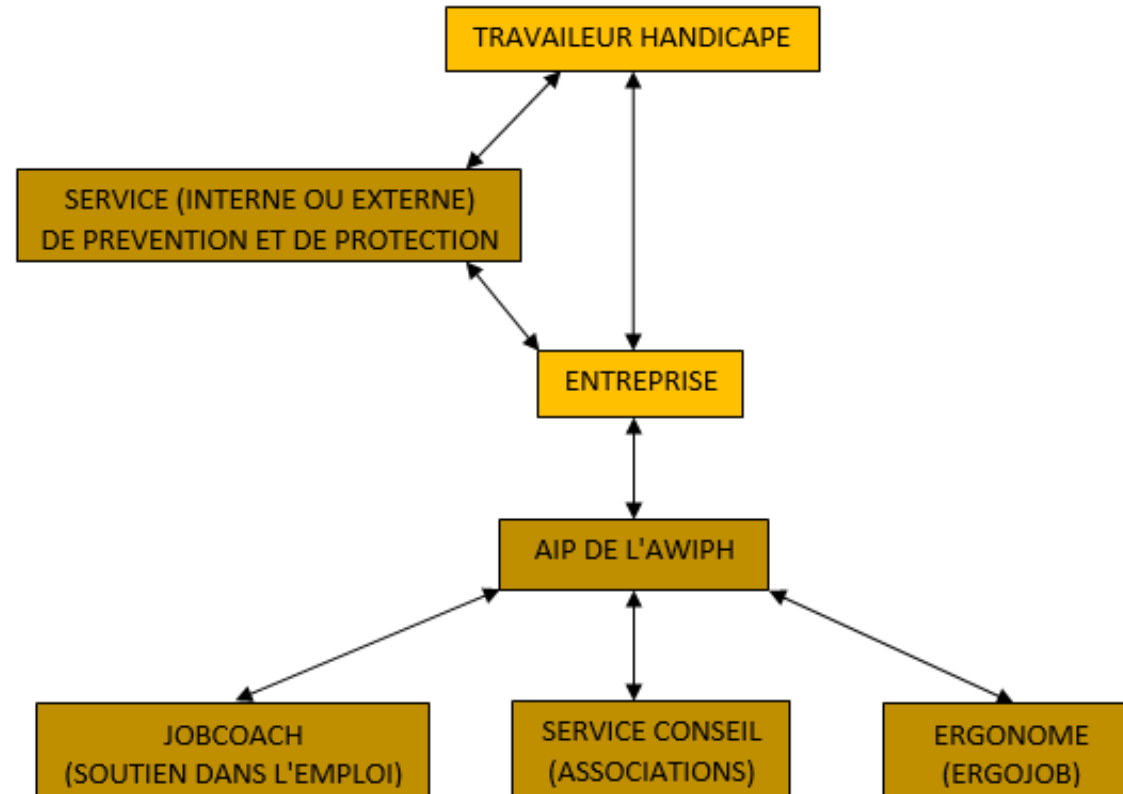 TRAVAILEUR HANDICAPE
SERVICE (INTERNE OU EXTERNE)
DE PREVENTION ET DE PROTECTION
ENTREPRISE
AIP DE L'AWIPH
JOBCOACH
(SOUTIEN DANS L'EMPLOI)
SERVICE CONSEIL
(ASSOCIATIONS)
ERGONOME
(ERGOJOB)